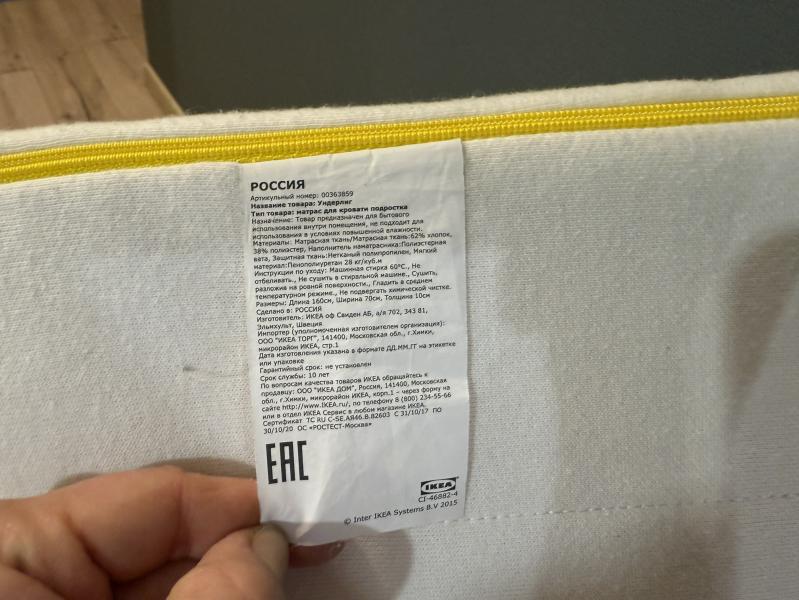 РОССИЯ
Артикульный номер: 00363859
Название товара: Ундерлиг
Тип товара: матрас для кровати подростка
Назначение: Товар предназначен для бытового
использования внутри помещения, не подходит для
использования в условиях повышенной влажности.
Материалы: Матрасная ткань/Матрасная ткань:62% хлопок,
38% полиэстер, Наполнитель наматрасника:Полиэстерная
вата, Защитная ткань:Нетканый полипропилен, Мягкий
материал:Пенополиуретан 28 кг/куб.м
Инструкции по уходу: Машинная стирка 60°С., Не
отбеливать., Не сушить в стиральной машине., Сушить,
разложив на ровной поверхности., Гладить в среднем
температурном режиме., Не подвергать химической чистке.
Размеры: Длина 160см, Ширина 70см, Толщина 10см
Сделано в: РОССИЯ
Изготовитель: ИКЕА оф Свиден АБ, а/я 702, 343 81,
Эльмхульт, Швеция
Импортер (уполномоченная изготовителем организация):
ООО "ИКЕА ТОРГ", 141400, Московская обл., г.Химки,
микрорайон ИКЕА, стр.1
Дата изготовления указана в формате ДД.ММ.ГГ на этикетке
или упаковке
Гарантийный срок: не установлен
Срок службы: 10 лет
По вопросам качества товаров ИКЕА обращайтесь к
продавцу: ООО "ИКЕА ДОМ", Россия, 141400, Московская
обл., г.Химки, микрорайон ИКЕА, корп.1 – через форму на
сайте http://www.IKEA.ru/, по телефону 8 (800) 234-55-66
или в отдел ИКЕА Сервис в любом магазине ИКЕА.
Сертификат ТС RU C-SE.АЯ46.В.82603 С 31/10/17 ПО
30/10/20 ОС «РОСТЕСТ-Москва»
ЕАС
IKEA
CI-46882-4
© Inter IKEA Systems B.V 2015